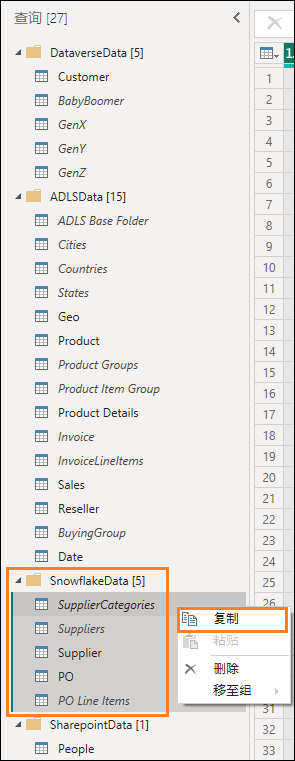 查询 [27]
DataverseData [5]
Customer
BabyBoomer
GenX
GenY
GenZ
ADLSData [15]
ADLS Base Folder
Cities
Countries
States
Geo
Product
Product Groups
Product Item Group
Product Details
Invoice
InvoiceLineItems
Sales
Reseller
BuyingGroup
Date
SnowflakeData [5]
SupplierCategories
Suppliers
Supplier
PO
PO Line Items
SharepointData [1]
People
复制
粘贴
删除
移至组
1
2
3
4
5
6
7
8
9
10
11
12
13
14
15
16
17
18
19
20
21
22
23
24
25
26
31
32
33